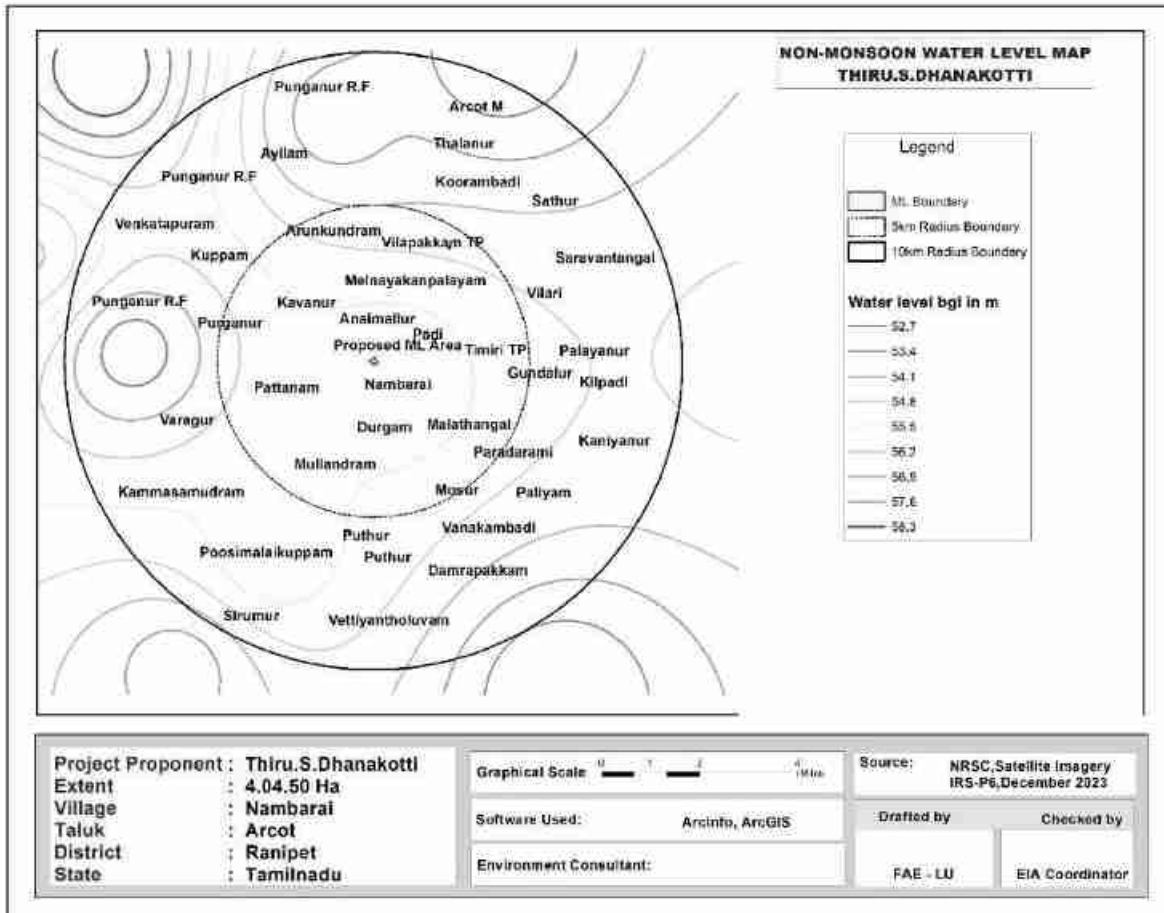 NON-MONSOON WATER LEVEL MAP
THIRU.S.DHANAKOTTI
Punganur R.F
Arcot M
Thalanur
Ayilam
Punganur R.F
Koorambadi
Sathur
Venkatapuram
Arunkundram
Vilapakkam TP
Kuppam
Saravantangal
Melnayakanpalayam
Vilari
Punganur R.F
Kavanur
Punganur
Analmallur
Padi
Proposed ML Area
Timiri TP
Palayanur
Gundalur
Kilpadi
Pattanam
Nambarai
Varagur
Durgam
Malathangal
Kaniyanur
Paradarami
Mullandram
Kammasamudram
Mosur
Paliyam
Vanakambadi
Puthur
Poosimalaikuppam
Puthur
Damrapakkam
Sirumur
Vettiyantholuvam
Legend
ML Boundary
5km Radius Boundary
10km Radius Boundary
Water level bgl in m
52.7
53.4
54.1
54.8
55.5
56.2
56.9
57.6
58.3
Project Proponent : Thiru.S.Dhanakotti
Extent : 4.04.50 Ha
Village : Nambarai
Taluk : Arcot
District : Ranipet
State : Tamilnadu
Graphical Scale 0 1 2 4
Software Used: Arcinfo, ArcGIS
Environment Consultant:
Source: NRSC,Satellite Imagery
IRS-P6,December 2023
Drafted by
FAE - LU
Checked by
EIA Coordinator